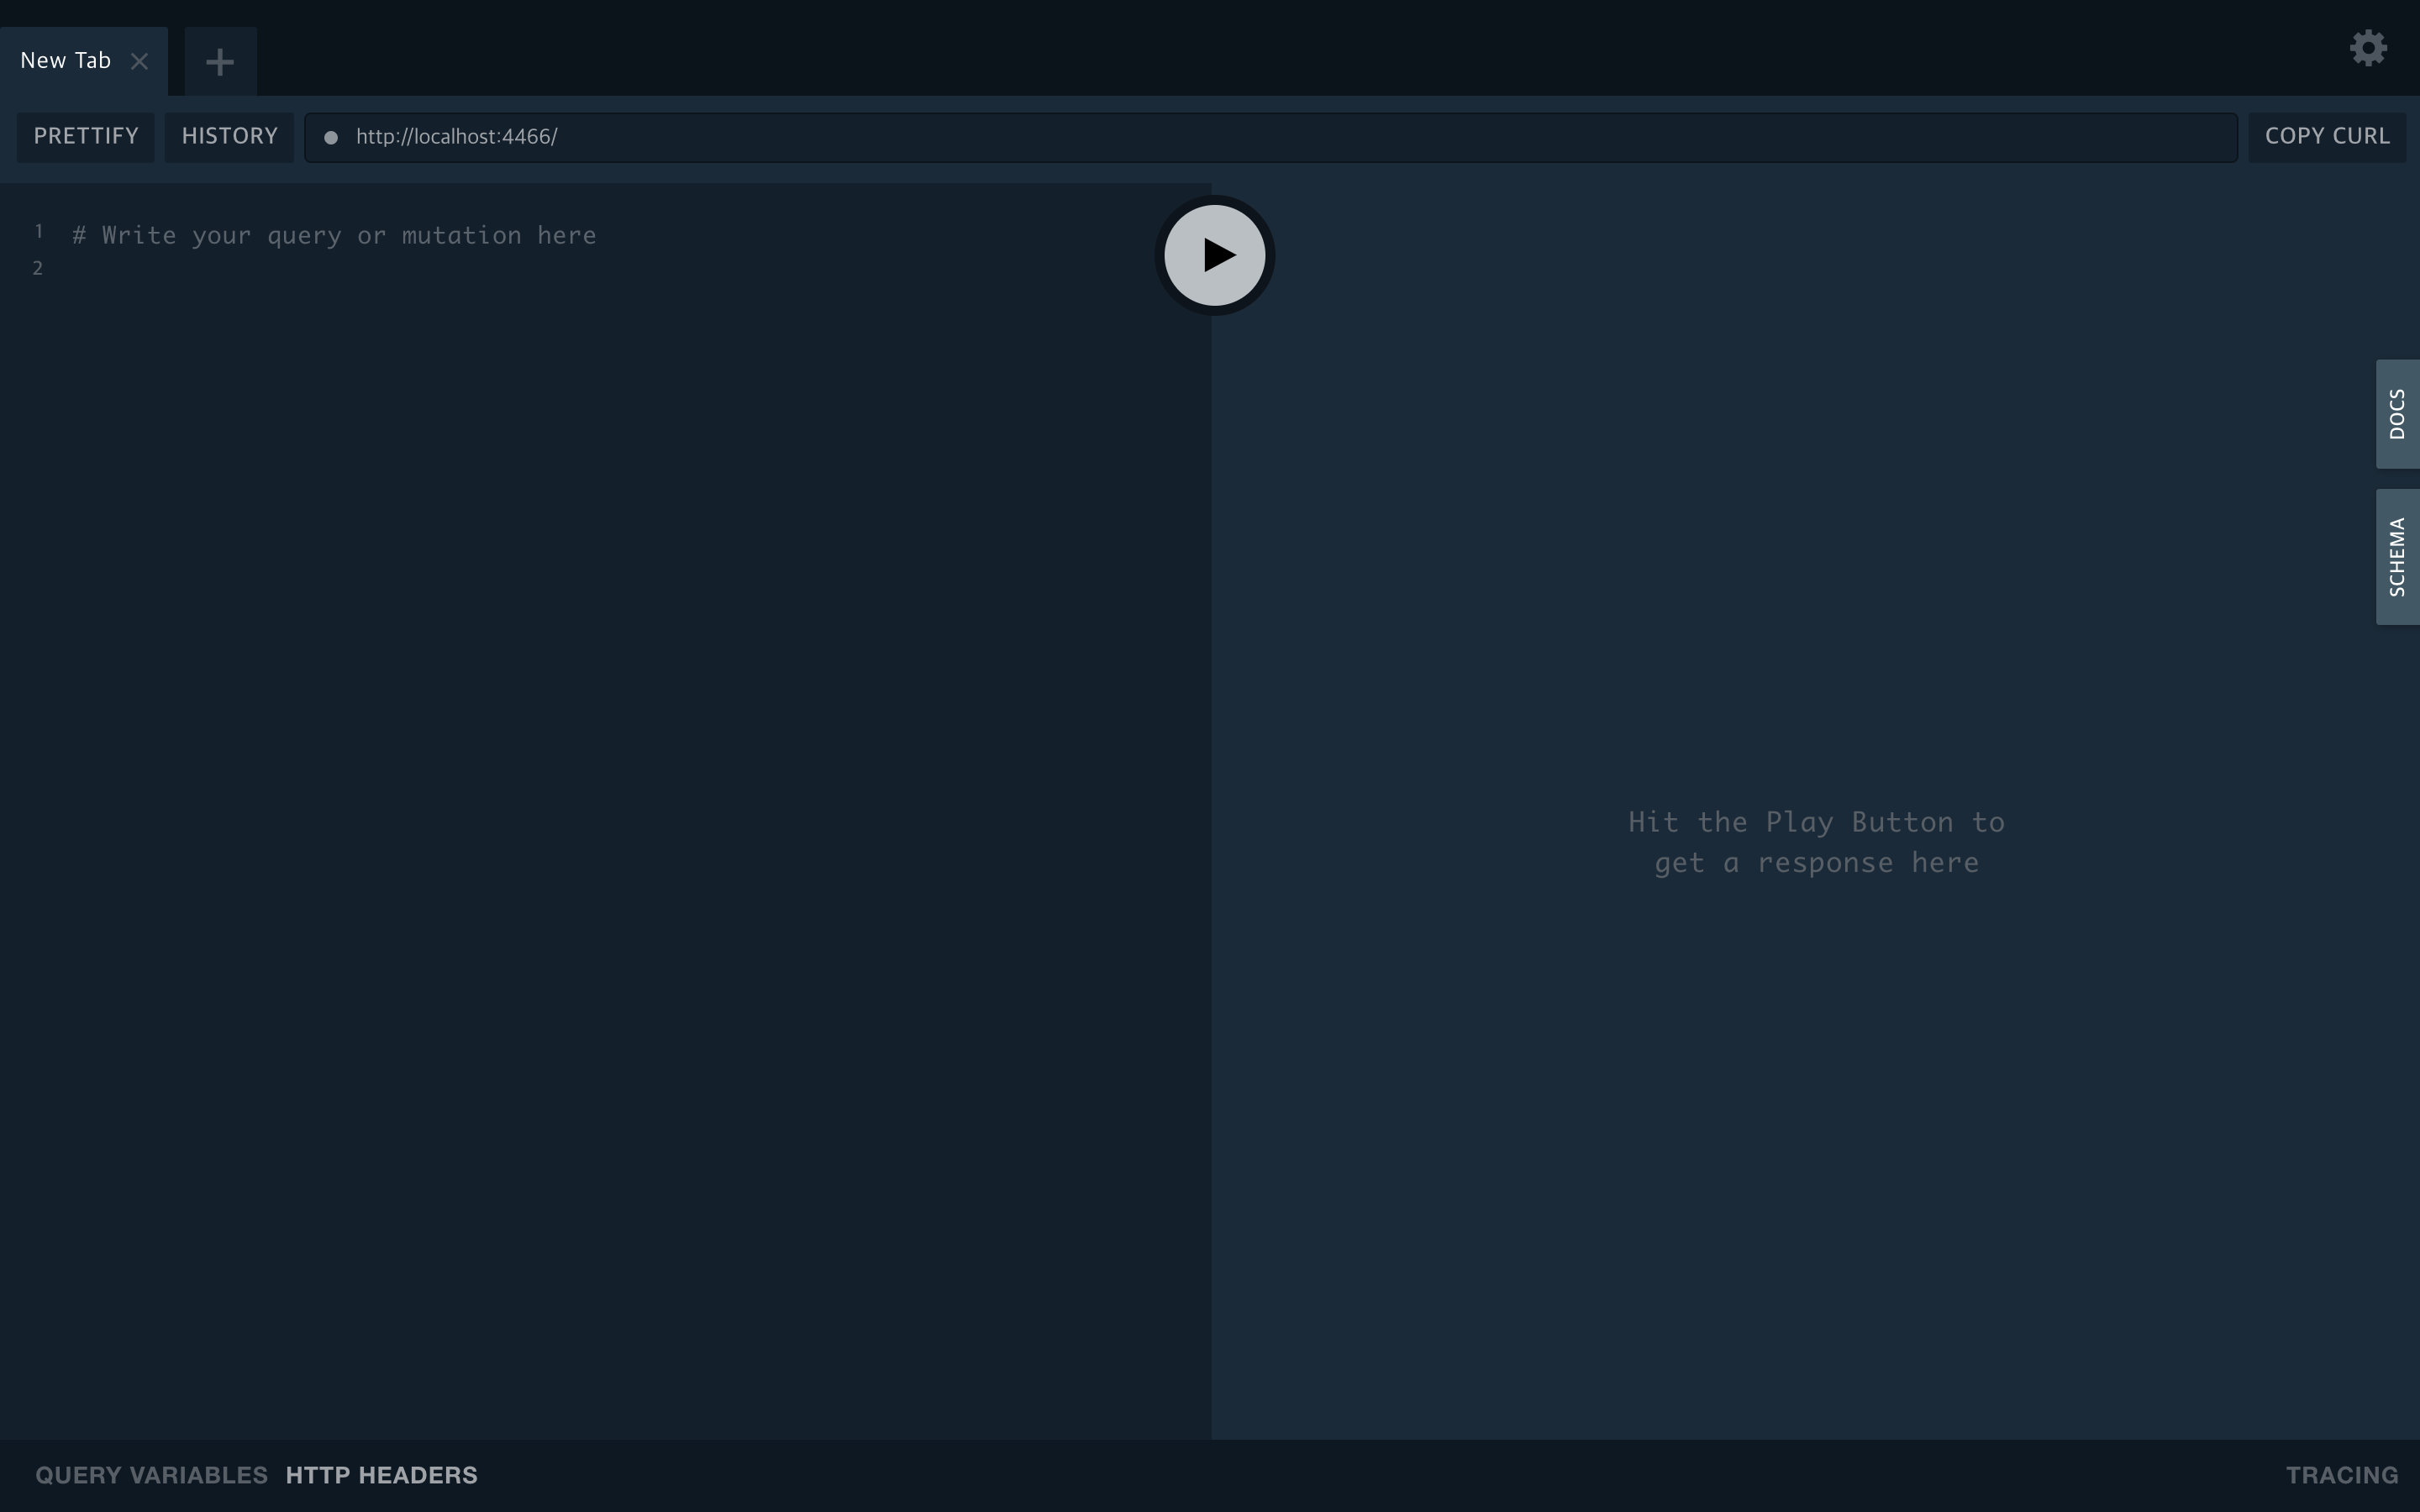 New Tab
PRETTIFY HISTORY http://localhost:4466/ COPY CURL
1 # Write your query or mutation here
2
DOCS
SCHEMA
Hit the Play Button to
get a response here
QUERY VARIABLES HTTP HEADERS TRACING